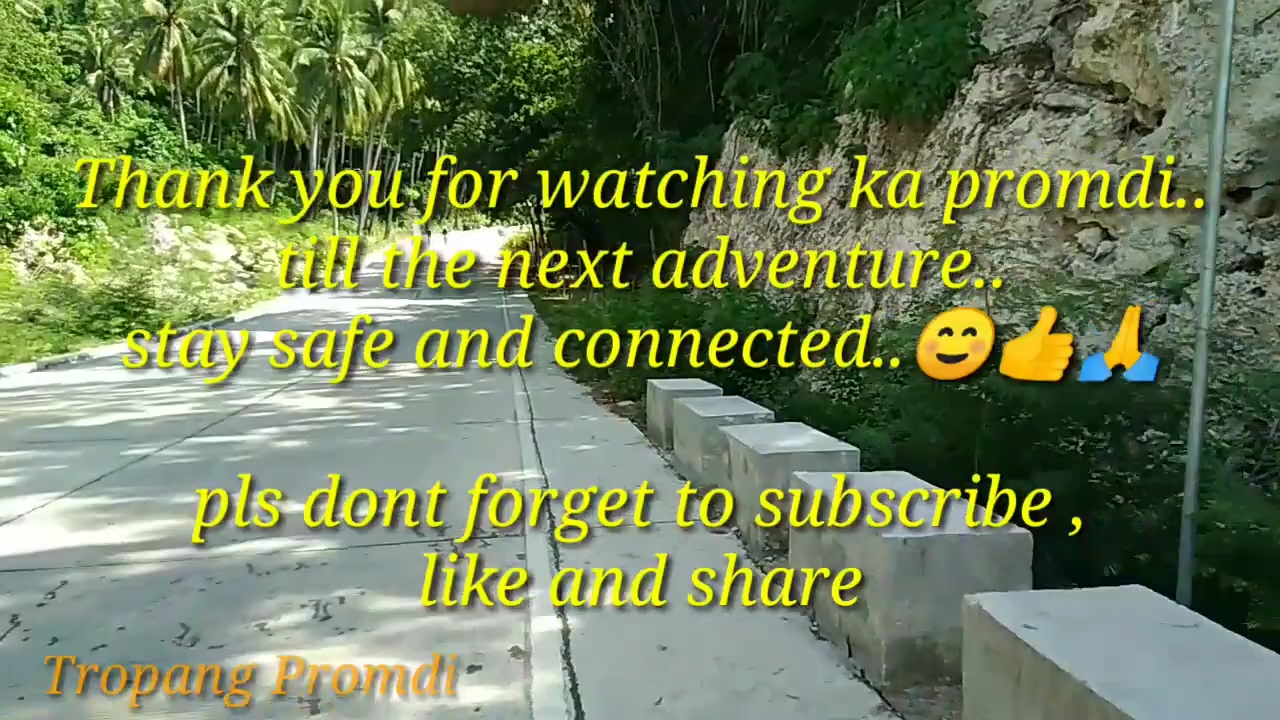 Thank you for watching ka promdi..
till the next adventure..
stay safe and connected..😊👍🙏
pls dont forget to subscribe ,
like and share
Tropang Promdi